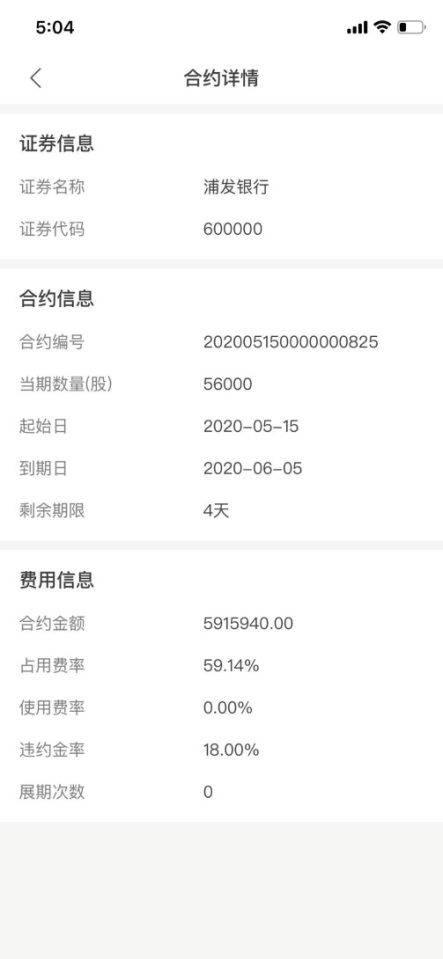 5:04
合约详情
证券信息
证券名称 浦发银行
证券代码 600000
合约信息
合约编号 202005150000000825
当期数量(股) 56000
起始日 2020-05-15
到期日 2020-06-05
剩余期限 4天
费用信息
合约金额 5915940.00
占用费率 59.14%
使用费率 0.00%
违约金率 18.00%
展期次数 0